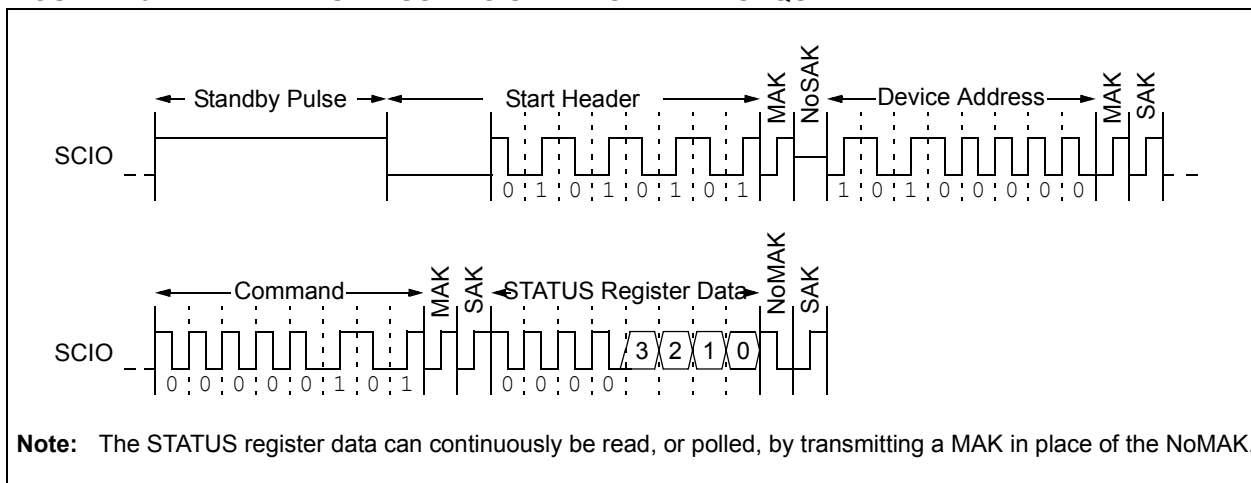 Standby Pulse
Start Header
MAK
NoSAK
Device Address
MAK
SAK
SCIO
0 1 0 1 0 1 0 1
1 0 1 0 0 0 0 0
Command
MAK
SAK
STATUS Register Data
NoMAK
SAK
SCIO
0 0 0 0 0 1 0 1
0 0 0 0
3 2 1 0
Note: The STATUS register data can continuously be read, or polled, by transmitting a MAK in place of the NoMAK.